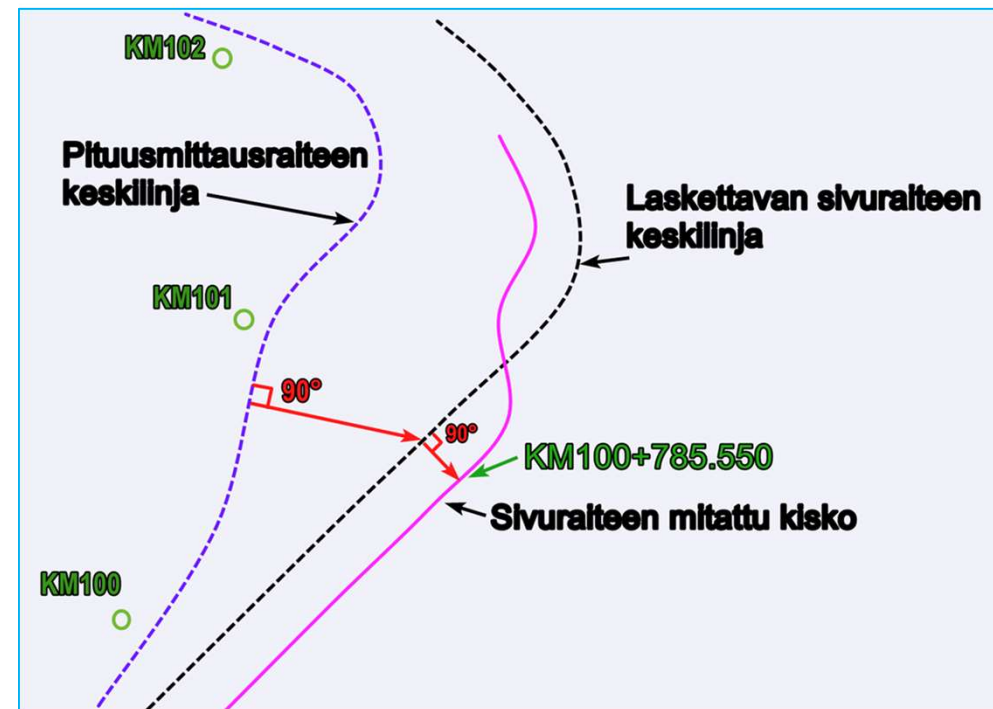 KM102
Pituusmittausraiteen
keskilinja
Laskettavan sivuraiteen
keskilinja
KM101
90°
90°
KM100+785.550
Sivuraiteen mitattu kisko
KM100